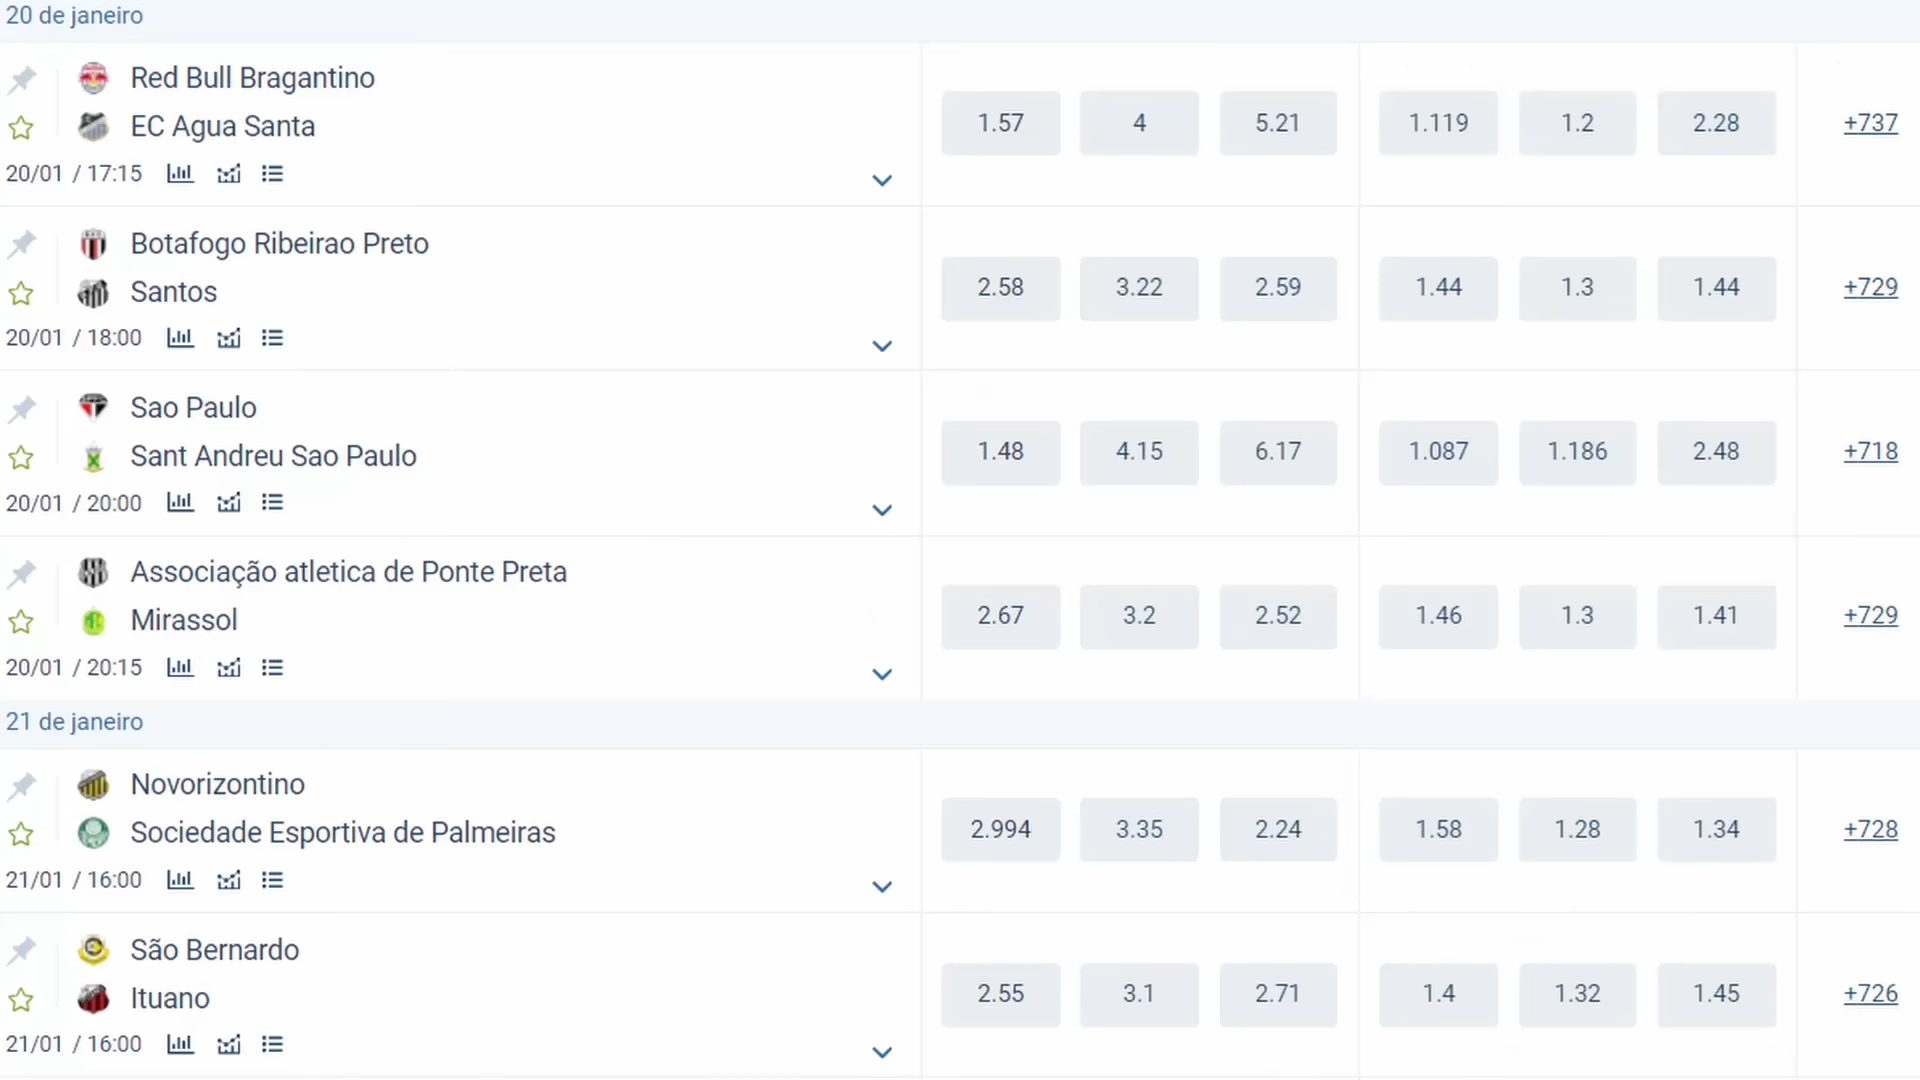 20 de janeiro
Red Bull Bragantino
EC Agua Santa
1.57 4 5.21 1.119 1.2 2.28 +737
20/01 / 17:15
Botafogo Ribeirao Preto
Santos
2.58 3.22 2.59 1.44 1.3 1.44 +729
20/01 / 18:00
Sao Paulo
Sant Andreu Sao Paulo
1.48 4.15 6.17 1.087 1.186 2.48 +718
20/01 / 20:00
Associação atletica de Ponte Preta
Mirassol
2.67 3.2 2.52 1.46 1.3 1.41 +729
20/01 / 20:15
21 de janeiro
Novorizontino
Sociedade Esportiva de Palmeiras
2.994 3.35 2.24 1.58 1.28 1.34 +728
21/01 / 16:00
São Bernardo
Ituano
2.55 3.1 2.71 1.4 1.32 1.45 +726
21/01 / 16:00